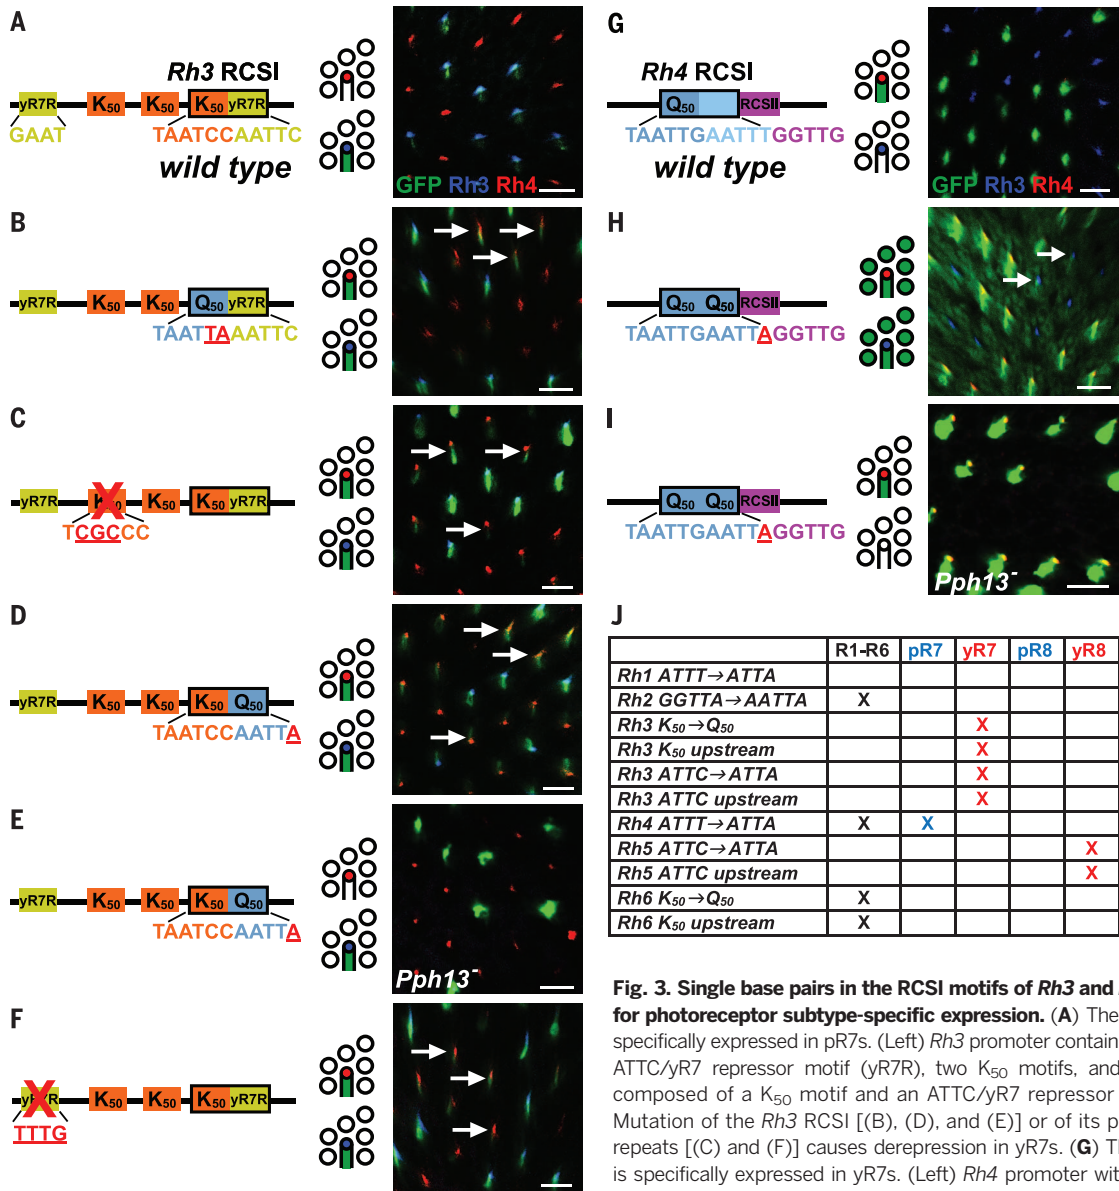 A
Rh3 RCSI
yR7R K50 K50 K50 yR7R
GAAT TAATCCAATTC
wild type
GFP Rh3 Rh4
B
yR7R K50 K50 Q50 yR7R
TAATTAAATTC
C
yR7R K50 K50 K50 yR7R
TCGCCC
D
yR7R K50 K50 K50 Q50
TAATCCAATTA
E
yR7R K50 K50 K50 Q50
TAATCCAATTA
Pph13-
F
yR7R K50 K50 K50 yR7R
TTTG
G
Rh4 RCSI
Q50 RCSII
TAATTGAATTTGGTTG
wild type
GFP Rh3 Rh4
H
Q50 Q50 RCSII
TAATTGAATTAGGTTG
I
Q50 Q50 RCSII
TAATTGAATTAGGTTG
Pph13-
J
R1-R6 pR7 yR7 pR8 yR8
Rh1 ATTT→ATTA
Rh2 GGTTA→AATTA X
Rh3 K50→Q50 X
Rh3 K50 upstream X
Rh3 ATTC→ATTA X
Rh3 ATTC upstream X
Rh4 ATTT→ATTA X X
Rh5 ATTC→ATTA X
Rh5 ATTC upstream X
Rh6 K50→Q50 X
Rh6 K50 upstream X
Fig. 3. Single base pairs in the RCSI motifs of Rh3 and
for photoreceptor subtype-specific expression. (A) The
specifically expressed in pR7s. (Left) Rh3 promoter contain
ATTC/yR7 repressor motif (yR7R), two K50 motifs, and
composed of a K50 motif and an ATTC/yR7 repressor
Mutation of the Rh3 RCSI [(B), (D), and (E)] or of its p
repeats [(C) and (F)] causes derepression in yR7s. (G) T
is specifically expressed in yR7s. (Left) Rh4 promoter wit